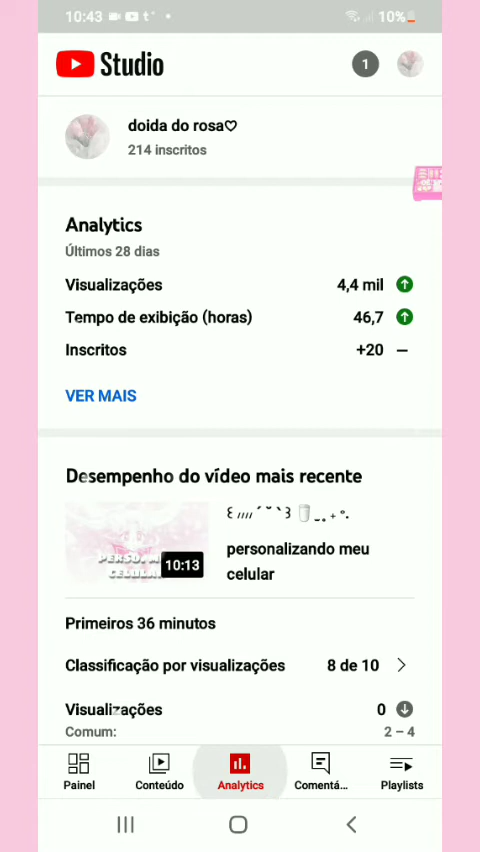 10:43 10%
Studio
1
doida do rosa♡
214 inscritos
Analytics
Últimos 28 dias
Visualizações 4,4 mil
Tempo de exibição (horas) 46,7
Inscritos +20 —
VER MAIS
Desempenho do vídeo mais recente
personalizando meu
celular
10:13
Primeiros 36 minutos
Classificação por visualizações 8 de 10
Visualizações 0
Comum: 2 – 4
Painel Conteúdo Analytics Comentá... Playlists